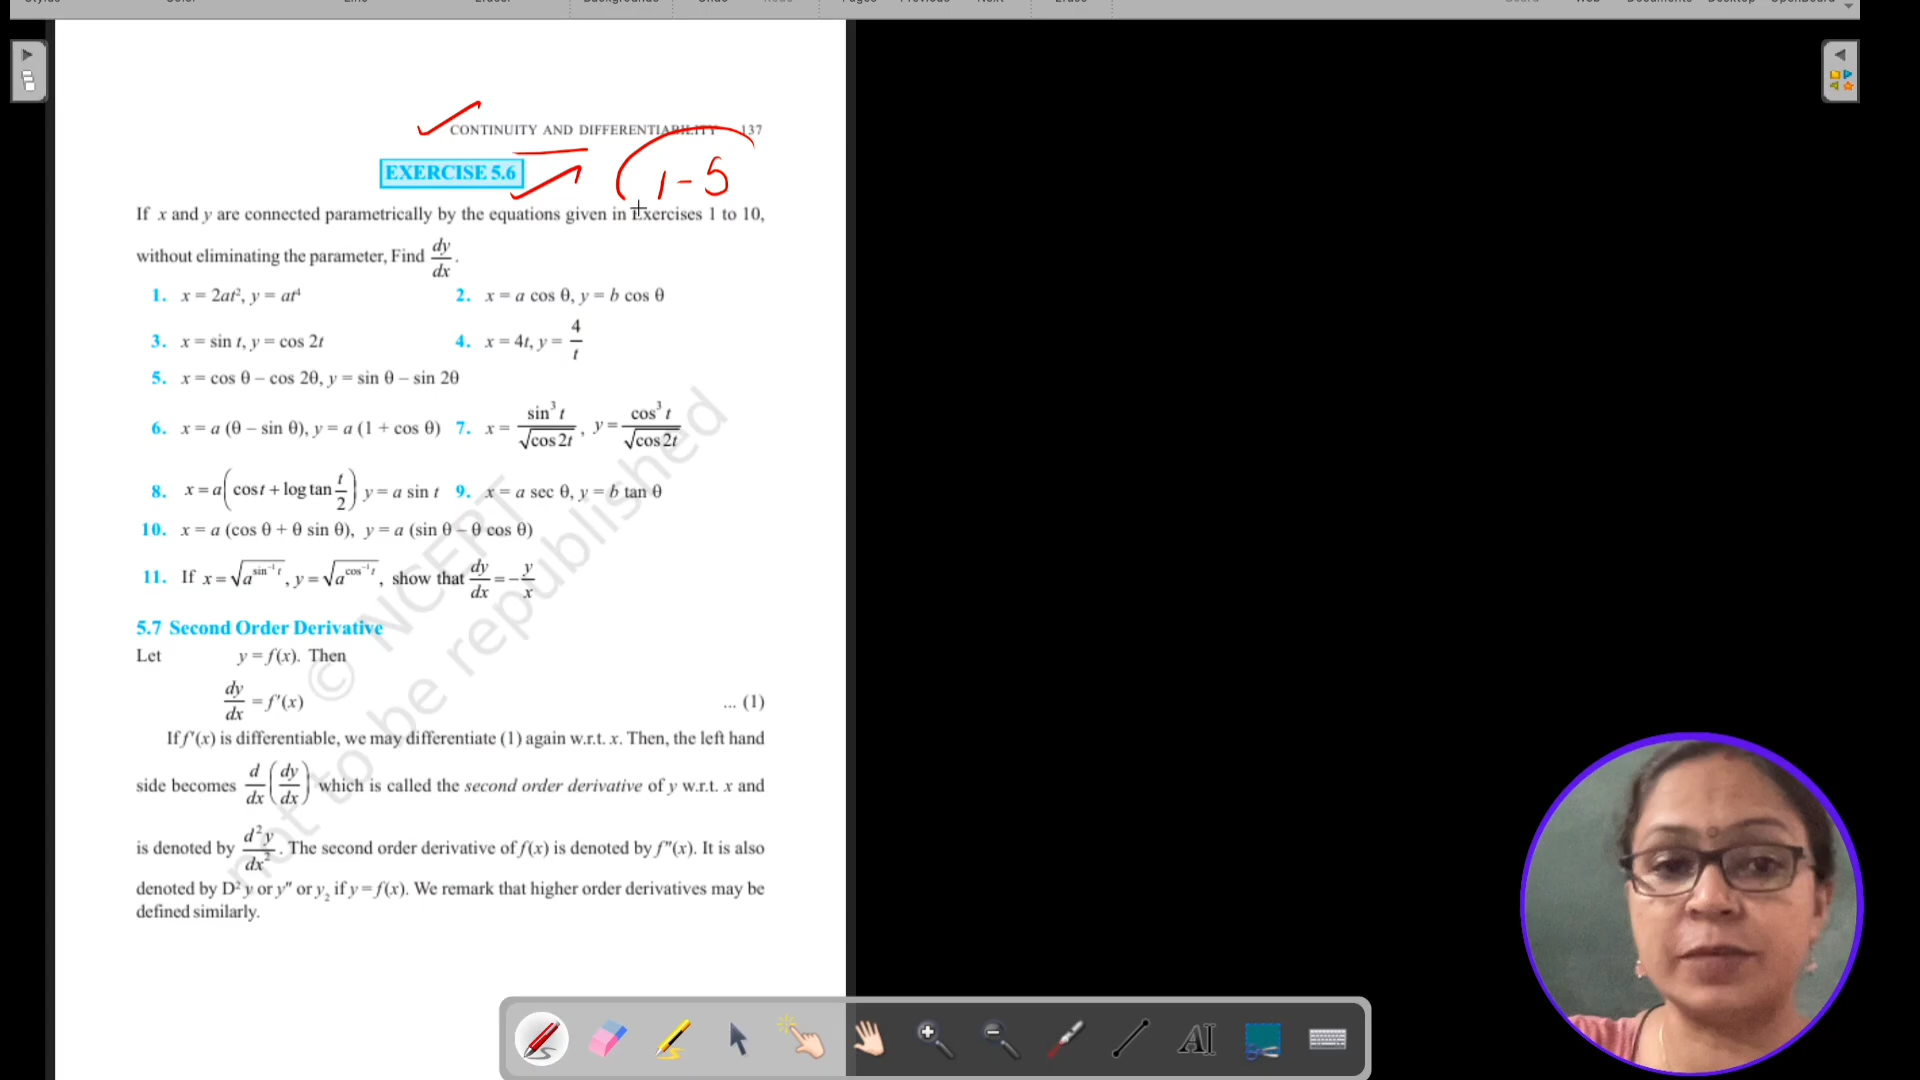 CONTINUITY AND DIFFERENTIABILITY 137
EXERCISE 5.6
1 - 5
If x and y are connected parametrically by the equations given in Exercises 1 to 10,
without eliminating the parameter, Find dy/dx.
1. x = 2at², y = at⁴ 2. x = a cos θ, y = b cos θ
3. x = sin t, y = cos 2t 4. x = 4t, y = 4/t
5. x = cos θ – cos 2θ, y = sin θ – sin 2θ
6. x = a (θ – sin θ), y = a (1 + cos θ) 7. x = sin³ t/√cos 2t, y = cos³ t/√cos 2t
8. x = a(cos t + log tan t/2) y = a sin t 9. x = a sec θ, y = b tan θ
10. x = a (cos θ + θ sin θ), y = a (sin θ – θ cos θ)
11. If x = √a^(sin⁻¹ t), y = √a^(cos⁻¹ t), show that dy/dx = – y/x
5.7 Second Order Derivative
Let y = f(x). Then
dy/dx = f′(x) ... (1)
If f′(x) is differentiable, we may differentiate (1) again w.r.t. x. Then, the left hand
side becomes d/dx (dy/dx) which is called the second order derivative of y w.r.t. x and
is denoted by d²y/dx². The second order derivative of f(x) is denoted by f″(x). It is also
denoted by D² y or y″ or y₂ if y = f(x). We remark that higher order derivatives may be
defined similarly.
© NCERT
not to be republished
AI